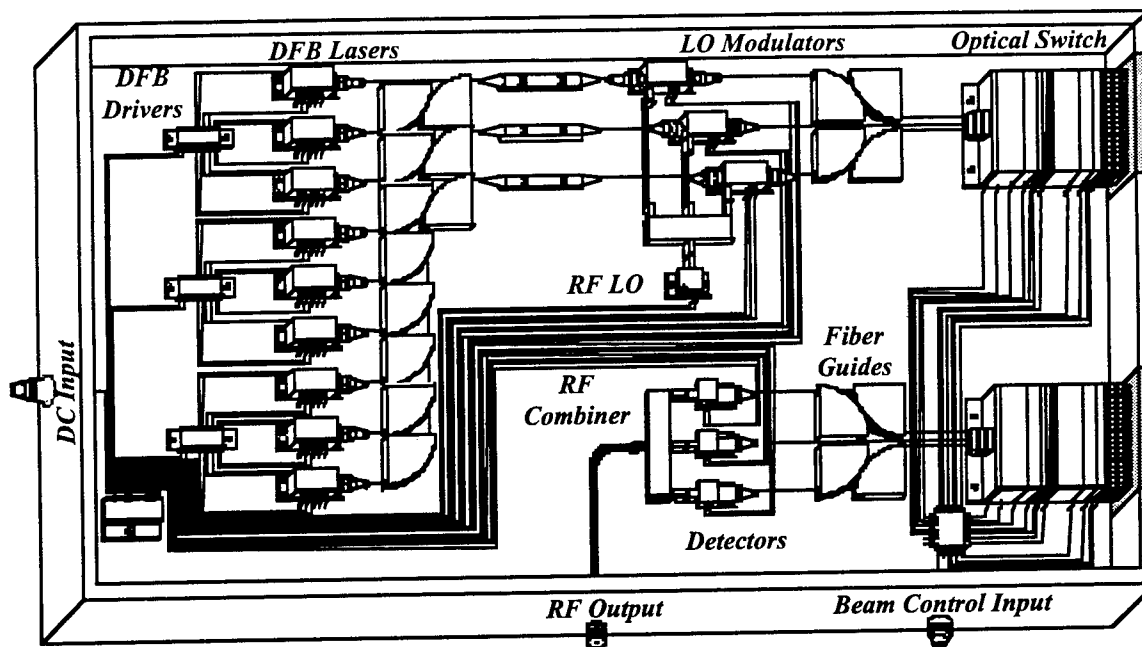 DFB Lasers
LO Modulators
Optical Switch
DFB
Drivers
RF LO
Fiber
Guides
DC Input
RF
Combiner
Detectors
RF Output
Beam Control Input